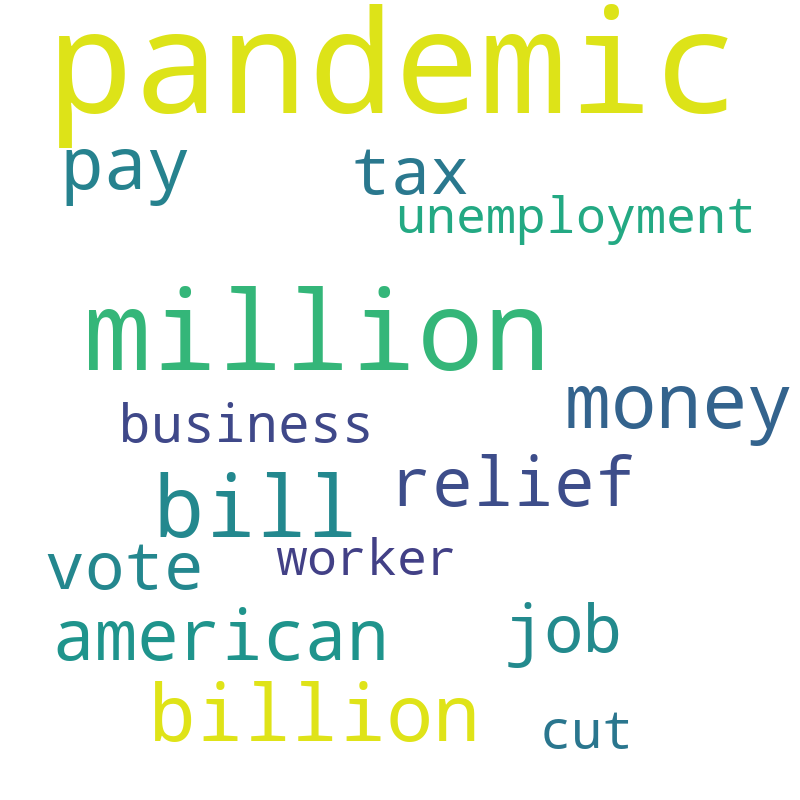 pandemic
pay tax
unemployment
million
money
business
relief
bill
worker
vote
american job
billion
cut